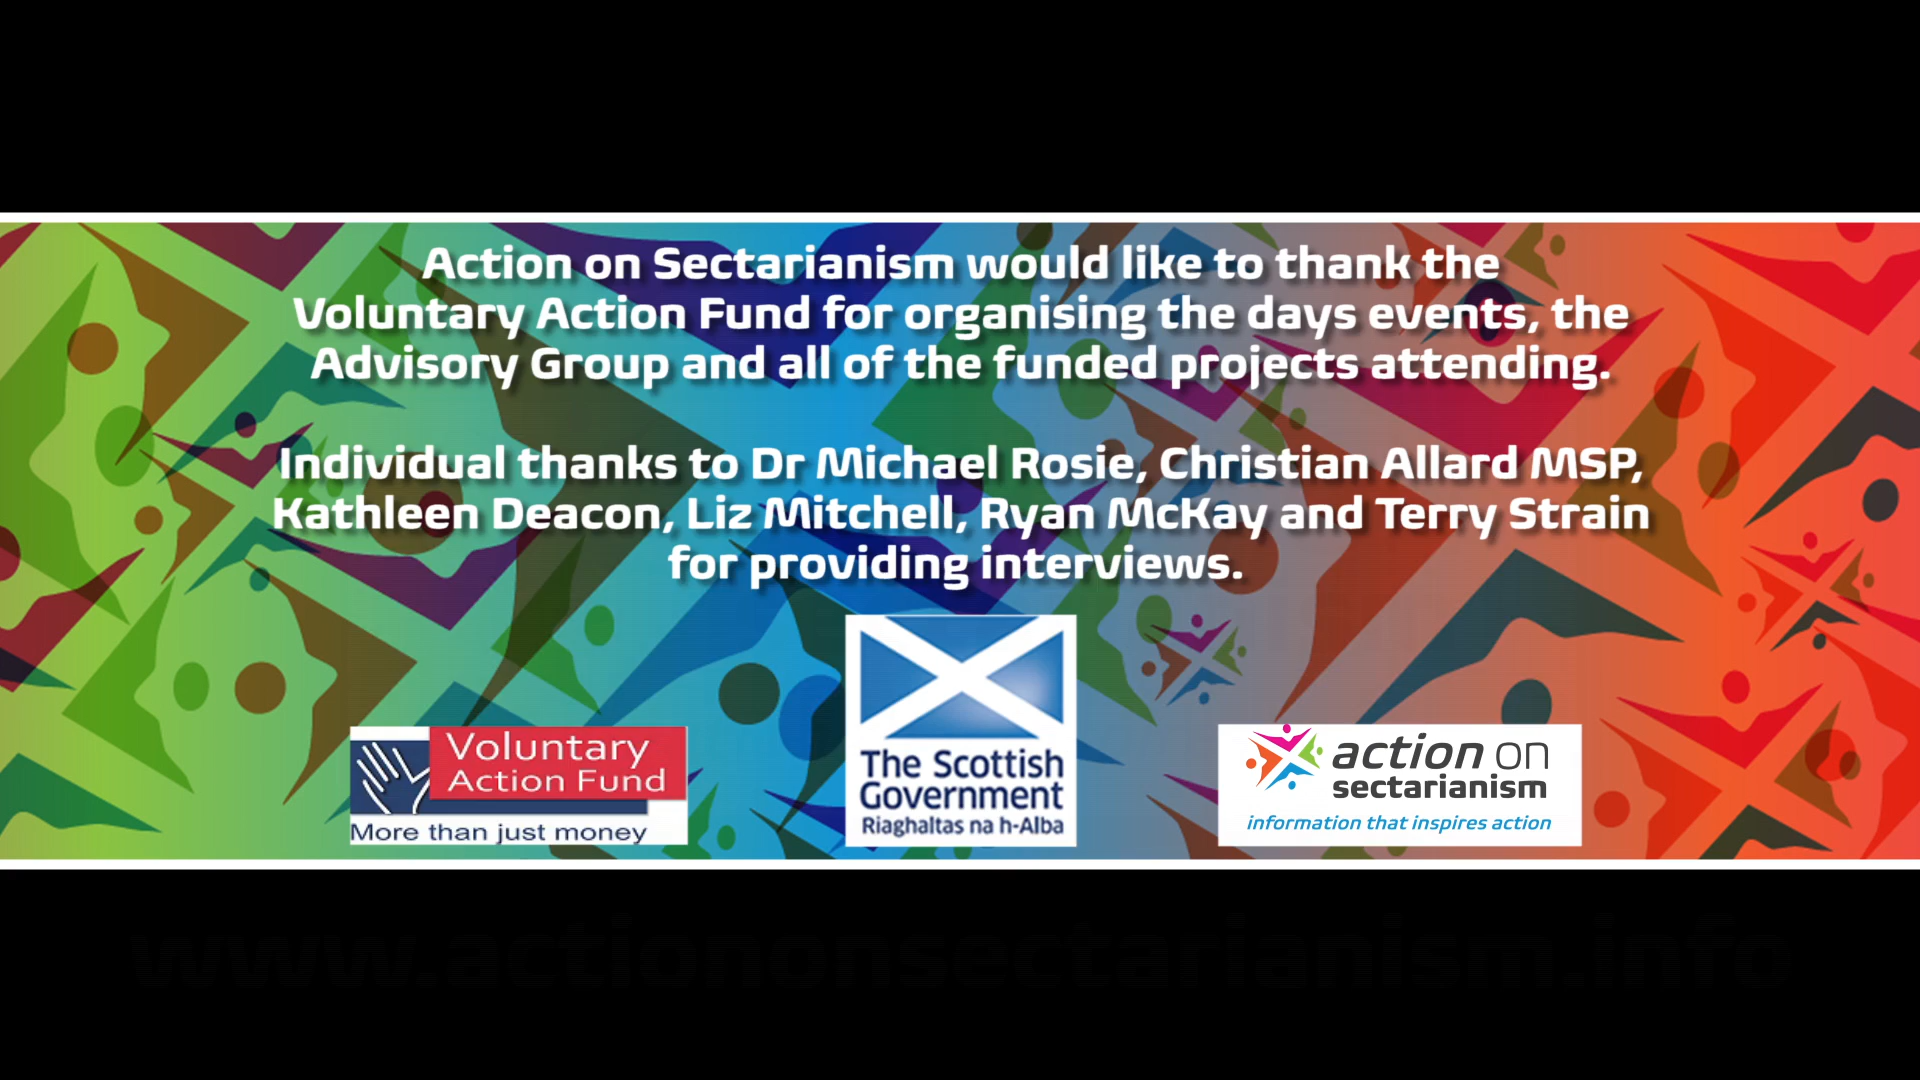 Action on Sectarianism would like to thank the
Voluntary Action Fund for organising the days events, the
Advisory Group and all of the funded projects attending.
Individual thanks to Dr Michael Rosie, Christian Allard MSP,
Kathleen Deacon, Liz Mitchell, Ryan McKay and Terry Strain
for providing interviews.
Voluntary
Action Fund
More than just money
The Scottish
Government
Riaghaltas na h-Alba
action on
sectarianism
information that inspires action
www.actiononsectarianism.info